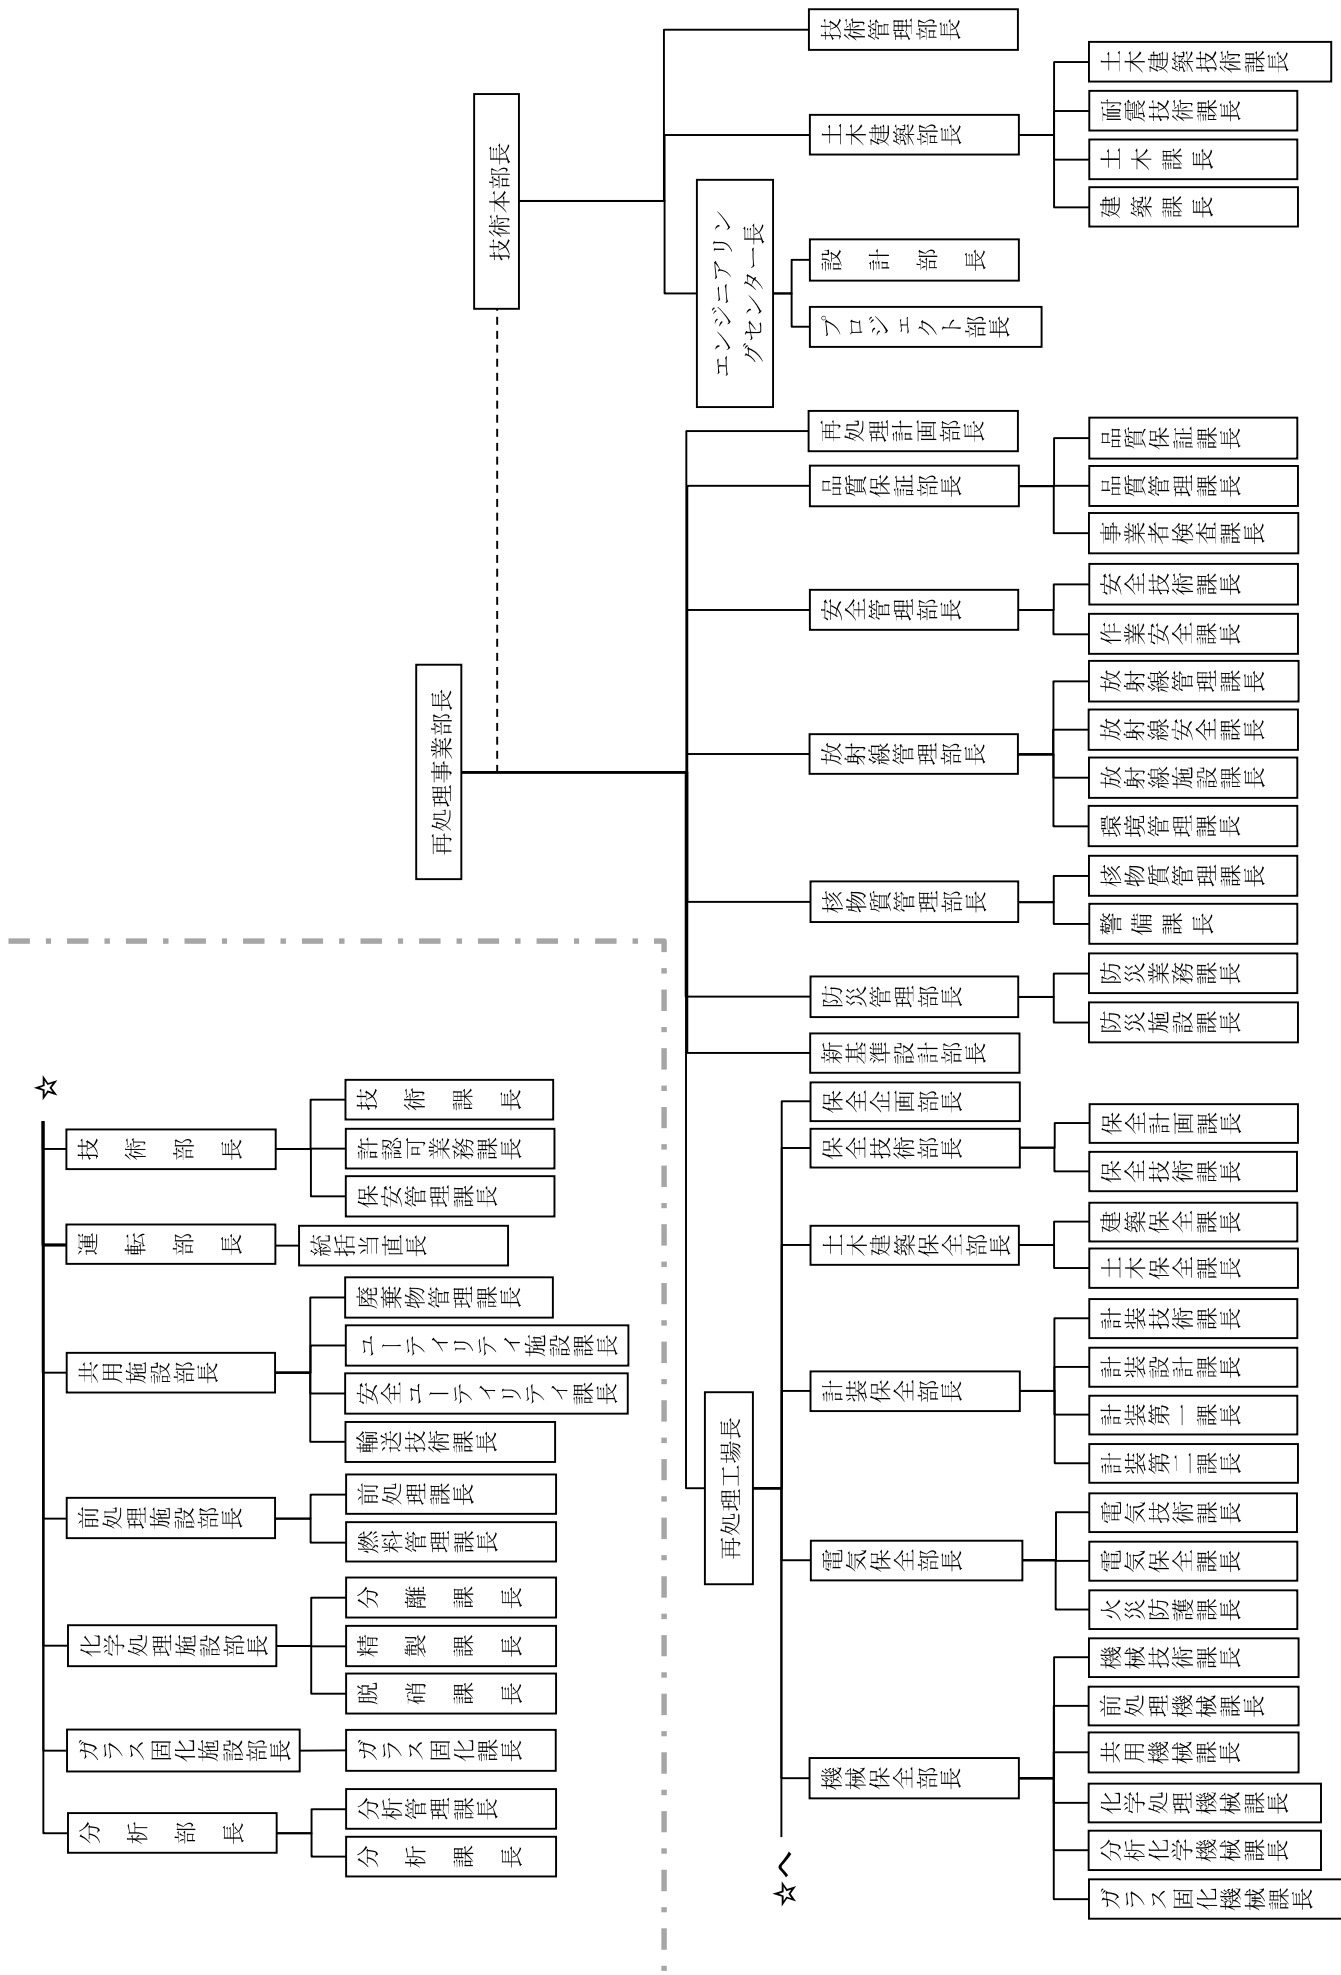 再処理事業部長
技術本部長
技術管理部長
土木建築部長
土木建築技術課長
耐震技術課長
土木課長
建築課長
エンジニアリン
グセンター長
設計部長
プロジェクト部長
再処理計画部長
品質保証部長
品質保証課長
品質管理課長
事業者検査課長
安全管理部長
安全技術課長
作業安全課長
放射線管理部長
放射線管理課長
放射線安全課長
放射線施設課長
環境管理課長
核物質管理部長
核物質管理課長
警備課長
防災管理部長
防災業務課長
防災施設課長
新基準設計部長
再処理工場長
保全企画部長
保全技術部長
保全計画課長
保全技術課長
土木建築保全部長
建築保全課長
土木保全課長
計装保全部長
計装技術課長
計装設計課長
計装第一課長
計装第二課長
電気保全部長
電気技術課長
電気保全課長
火災防護課長
機械保全部長
機械技術課長
前処理機械課長
共用機械課長
化学処理機械課長
分析化学機械課長
ガラス固化機械課長
☆へ
☆
技術部長
技術課長
許認可業務課長
保安管理課長
運転部長
統括当直長
共用施設部長
廃棄物管理課長
ユーティリティ施設課長
安全ユーティリティ課長
輸送技術課長
前処理施設部長
前処理課長
燃料管理課長
化学処理施設部長
分離課長
精製課長
脱硝課長
ガラス固化施設部長
ガラス固化課長
分析部長
分析管理課長
分析課長